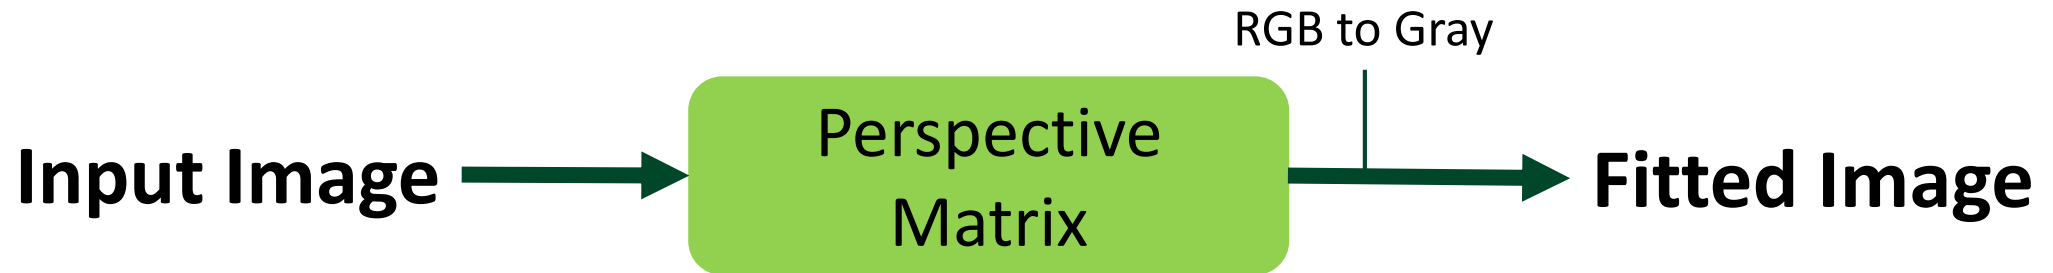 RGB to Gray
Input Image
Perspective
Matrix
Fitted Image